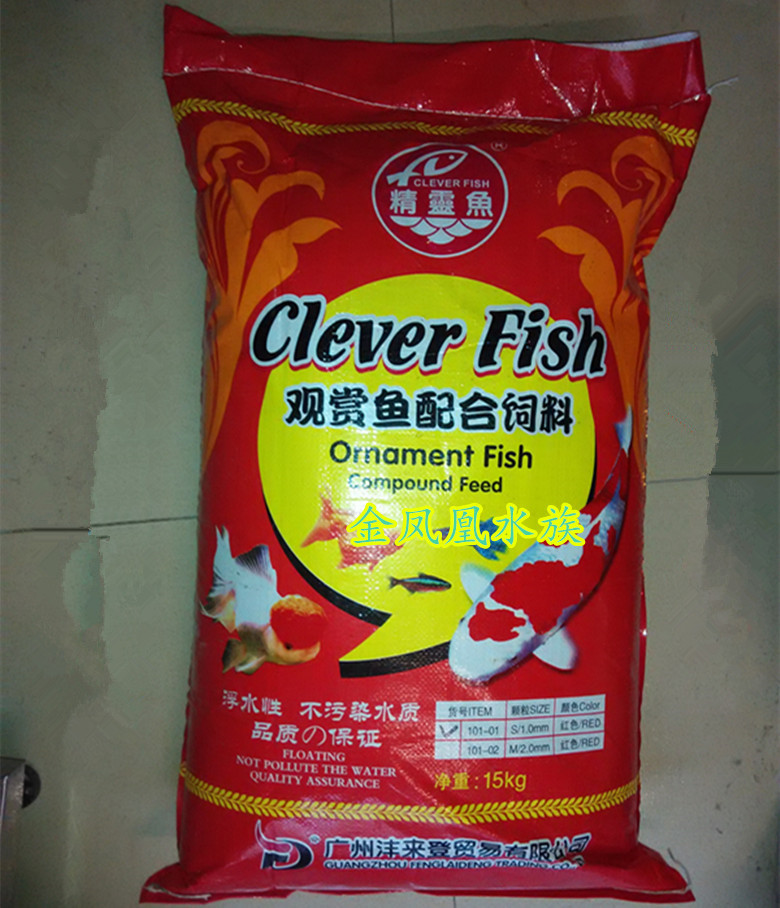 ®
CLEVER FISH
精靈魚
Clever Fish
观赏鱼配合饲料
Ornament Fish
Compound Feed
金凤凰水族
浮水性 不污染水质
品质の保证
FLOATING
NOT POLLUTE THE WATER
QUALITY ASSURANCE
货号ITEM 颗粒SIZE 颜色Color
101-01 S/1.0mm 红色/RED
101-02 M/2.0mm 红色/RED
净重:15kg
广州沣来登贸易有限公司
GUANGZHOU FENGLAIDENG TRADING CO.